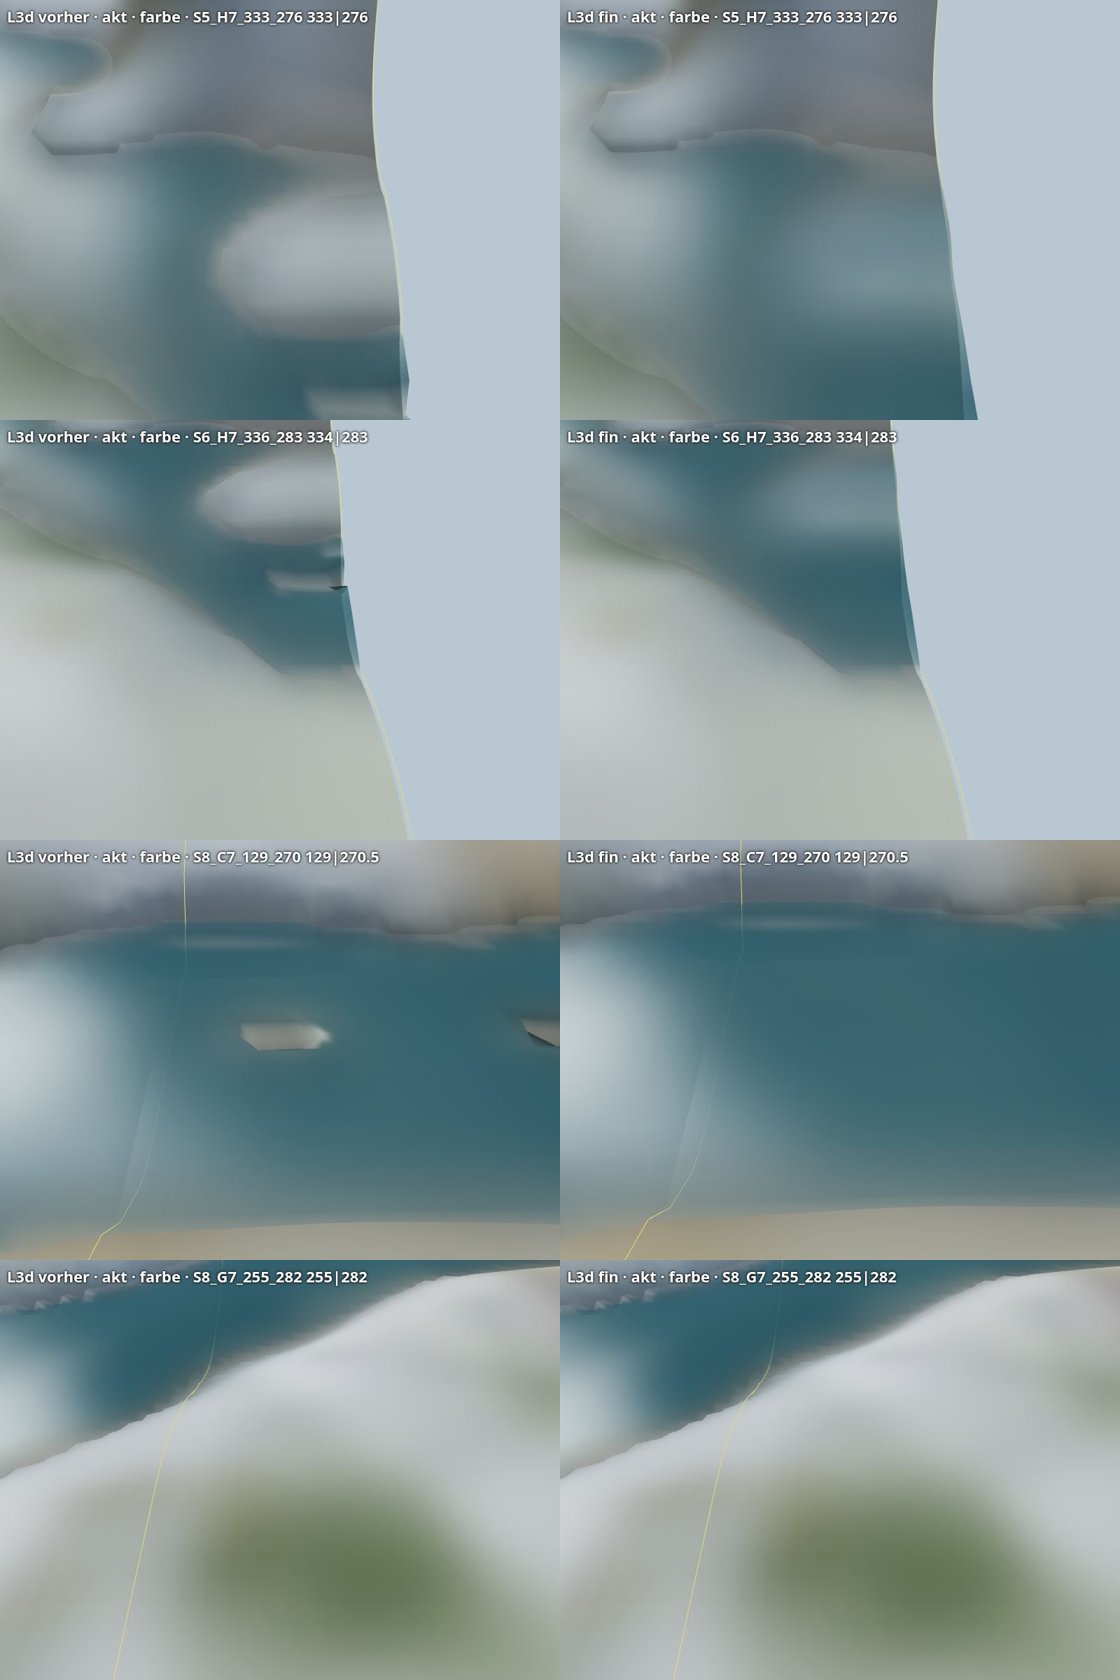 L3d vorher · akt · farbe · S5_H7_333_276 333|276
L3d fin · akt · farbe · S5_H7_333_276 333|276
L3d vorher · akt · farbe · S6_H7_336_283 334|283
L3d fin · akt · farbe · S6_H7_336_283 334|283
L3d vorher · akt · farbe · S8_C7_129_270 129|270.5
L3d fin · akt · farbe · S8_C7_129_270 129|270.5
L3d vorher · akt · farbe · S8_G7_255_282 255|282
L3d fin · akt · farbe · S8_G7_255_282 255|282